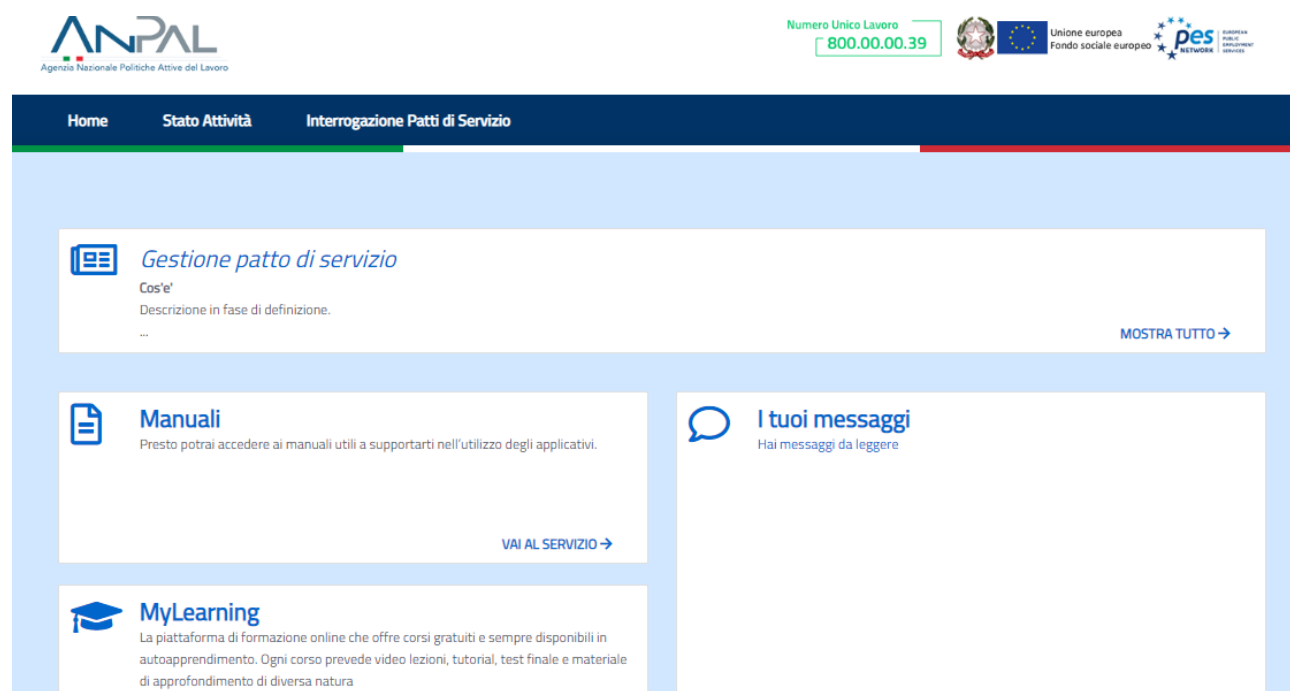 ANPAL
Agenzia Nazionale Politiche Attive del Lavoro
Numero Unico Lavoro
800.00.00.39
Unione europea
Fondo sociale europeo
pes
NETWORK
EUROPEAN
PUBLIC
EMPLOYMENT
SERVICES
Home Stato Attività Interrogazione Patti di Servizio
Gestione patto di servizio
Cos'e'
Descrizione in fase di definizione.
...
MOSTRA TUTTO →
Manuali
Presto potrai accedere ai manuali utili a supportarti nell'utilizzo degli applicativi.
VAI AL SERVIZIO →
I tuoi messaggi
Hai messaggi da leggere
MyLearning
La piattaforma di formazione online che offre corsi gratuiti e sempre disponibili in
autoapprendimento. Ogni corso prevede video lezioni, tutorial, test finale e materiale
di approfondimento di diversa natura